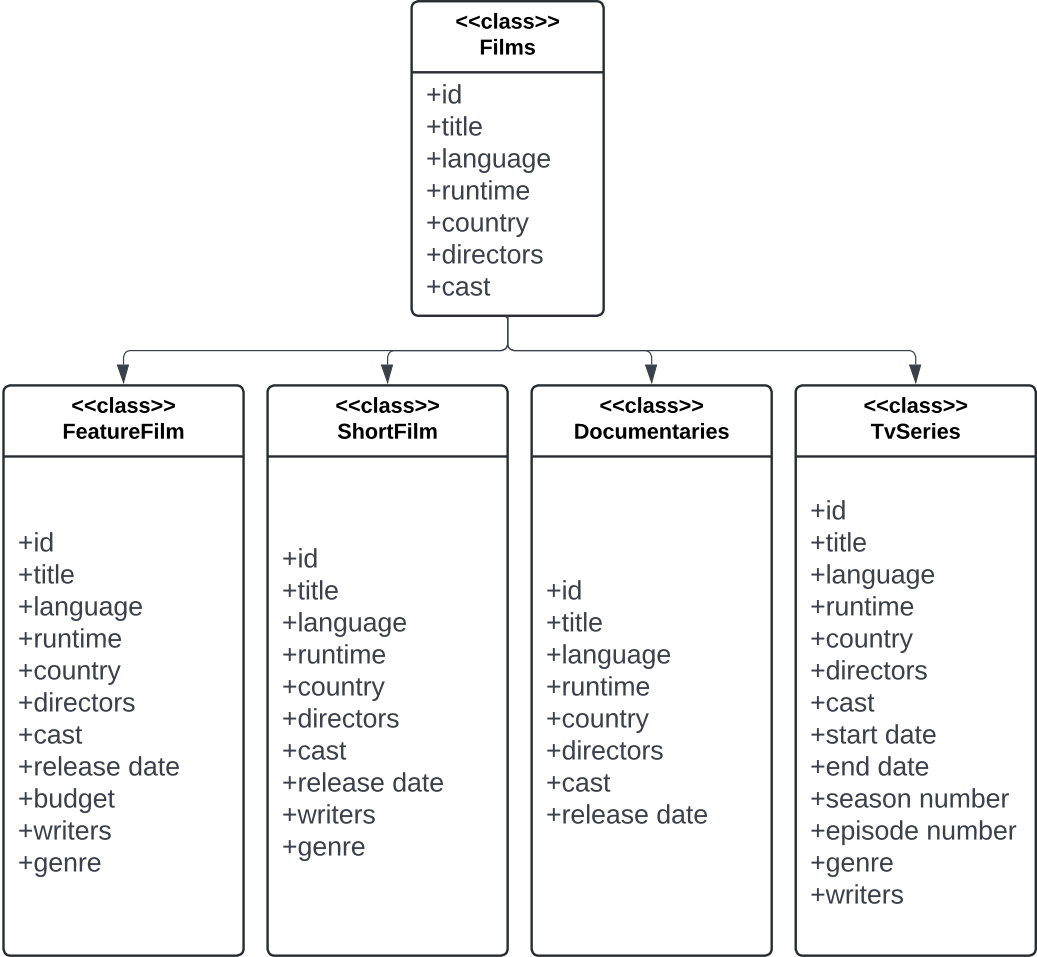 <<class>>
Films
+id
+title
+language
+runtime
+country
+directors
+cast
<<class>>
FeatureFilm
+id
+title
+language
+runtime
+country
+directors
+cast
+release date
+budget
+writers
+genre
<<class>>
ShortFilm
+id
+title
+language
+runtime
+country
+directors
+cast
+release date
+writers
+genre
<<class>>
Documentaries
+id
+title
+language
+runtime
+country
+directors
+cast
+release date
<<class>>
TvSeries
+id
+title
+language
+runtime
+country
+directors
+cast
+start date
+end date
+season number
+episode number
+genre
+writers